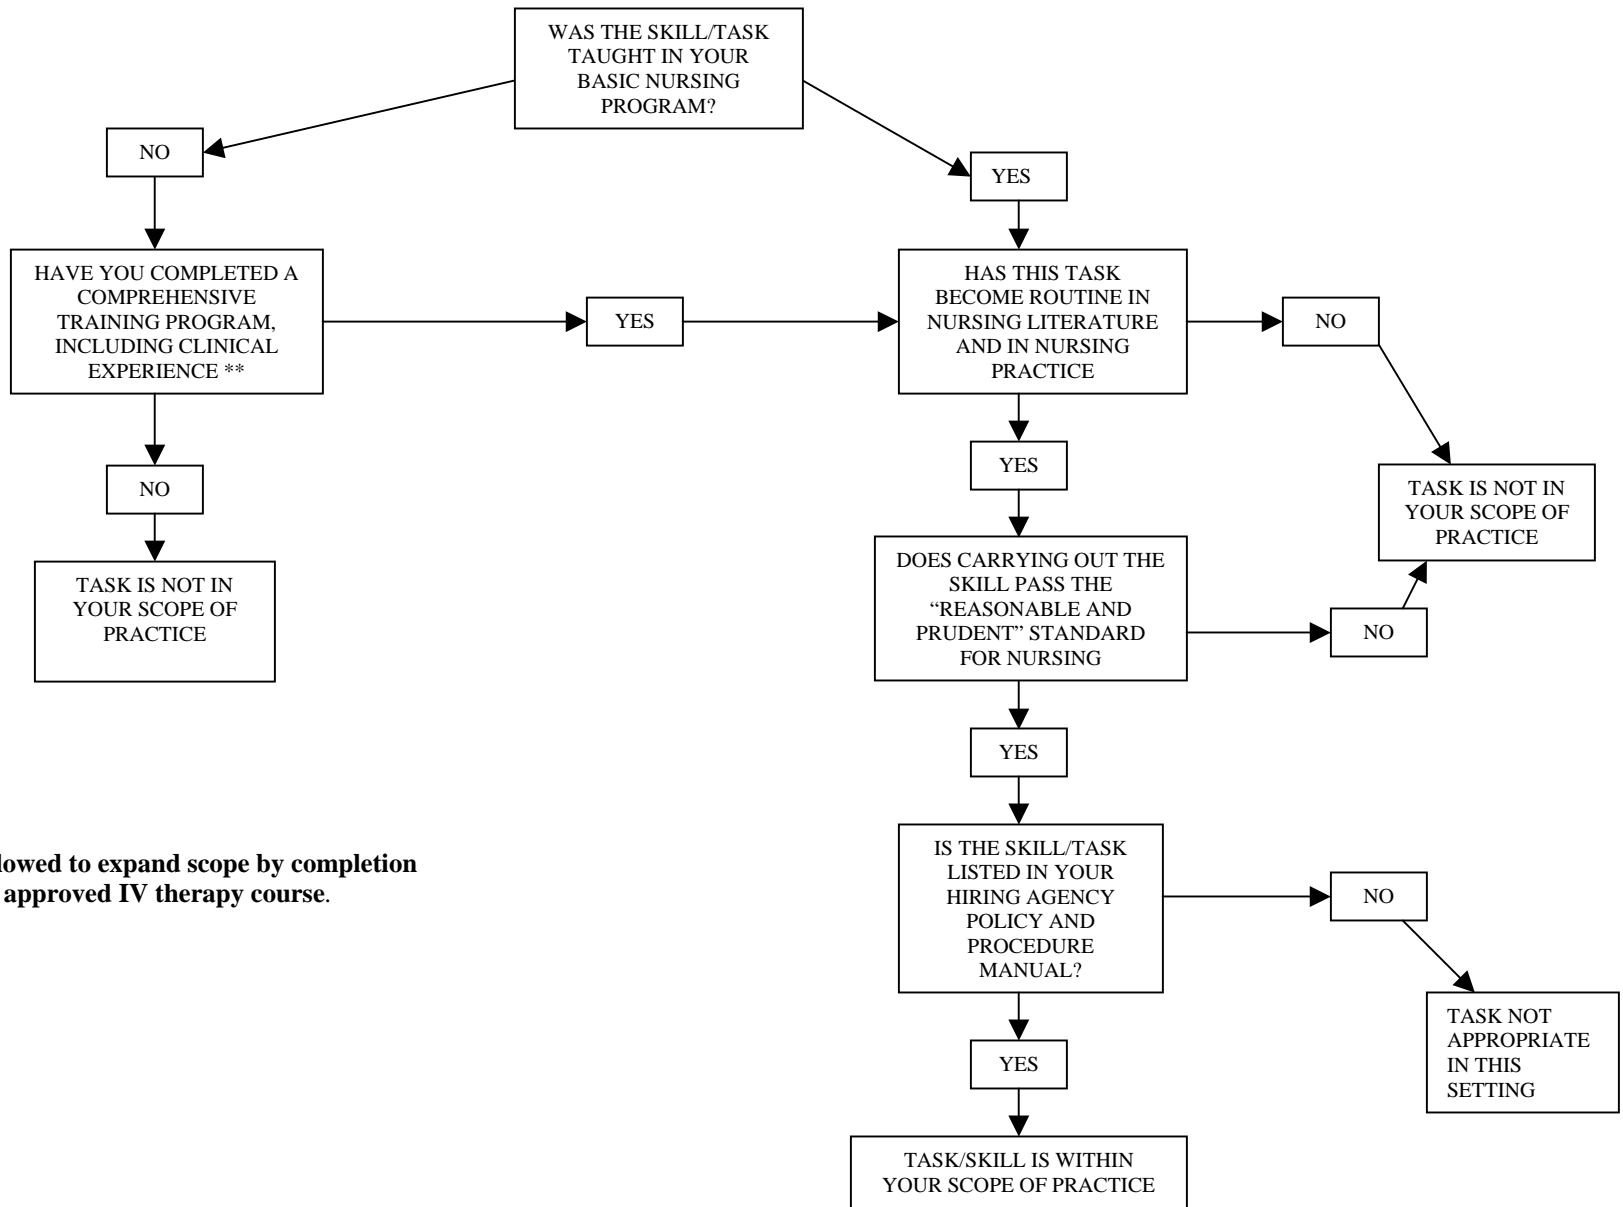 WAS THE SKILL/TASK
TAUGHT IN YOUR
BASIC NURSING
PROGRAM?
NO
YES
HAVE YOU COMPLETED A
COMPREHENSIVE
TRAINING PROGRAM,
INCLUDING CLINICAL
EXPERIENCE **
YES
HAS THIS TASK
BECOME ROUTINE IN
NURSING LITERATURE
AND IN NURSING
PRACTICE
NO
YES
NO
TASK IS NOT IN
YOUR SCOPE OF
PRACTICE
TASK IS NOT IN
YOUR SCOPE OF
PRACTICE
DOES CARRYING OUT THE
SKILL PASS THE
“REASONABLE AND
PRUDENT” STANDARD
FOR NURSING
NO
YES
lowed to expand scope by completion
approved IV therapy course.
IS THE SKILL/TASK
LISTED IN YOUR
HIRING AGENCY
POLICY AND
PROCEDURE
MANUAL?
NO
TASK NOT
APPROPRIATE
IN THIS
SETTING
YES
TASK/SKILL IS WITHIN
YOUR SCOPE OF PRACTICE